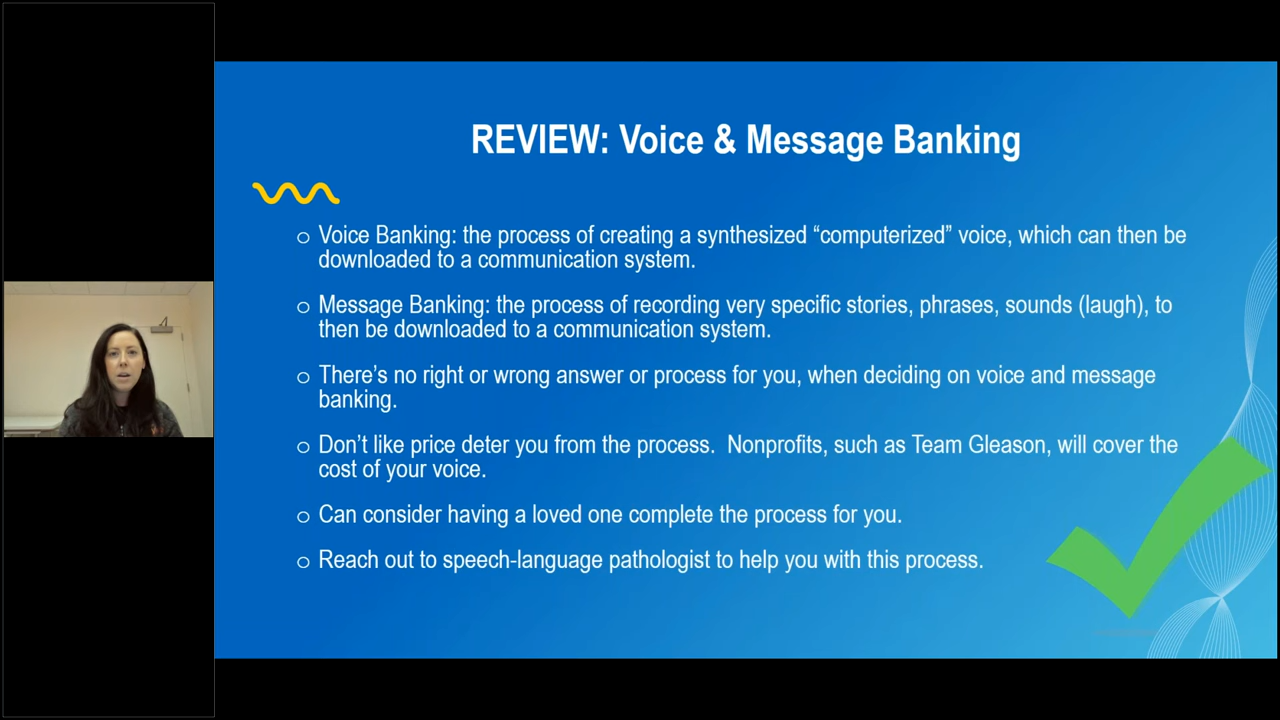 REVIEW: Voice & Message Banking
o Voice Banking: the process of creating a synthesized “computerized” voice, which can then be
downloaded to a communication system.
o Message Banking: the process of recording very specific stories, phrases, sounds (laugh), to
then be downloaded to a communication system.
o There’s no right or wrong answer or process for you, when deciding on voice and message
banking.
o Don’t like price deter you from the process.  Nonprofits, such as Team Gleason, will cover the
cost of your voice.
o Can consider having a loved one complete the process for you.
o Reach out to speech-language pathologist to help you with this process.